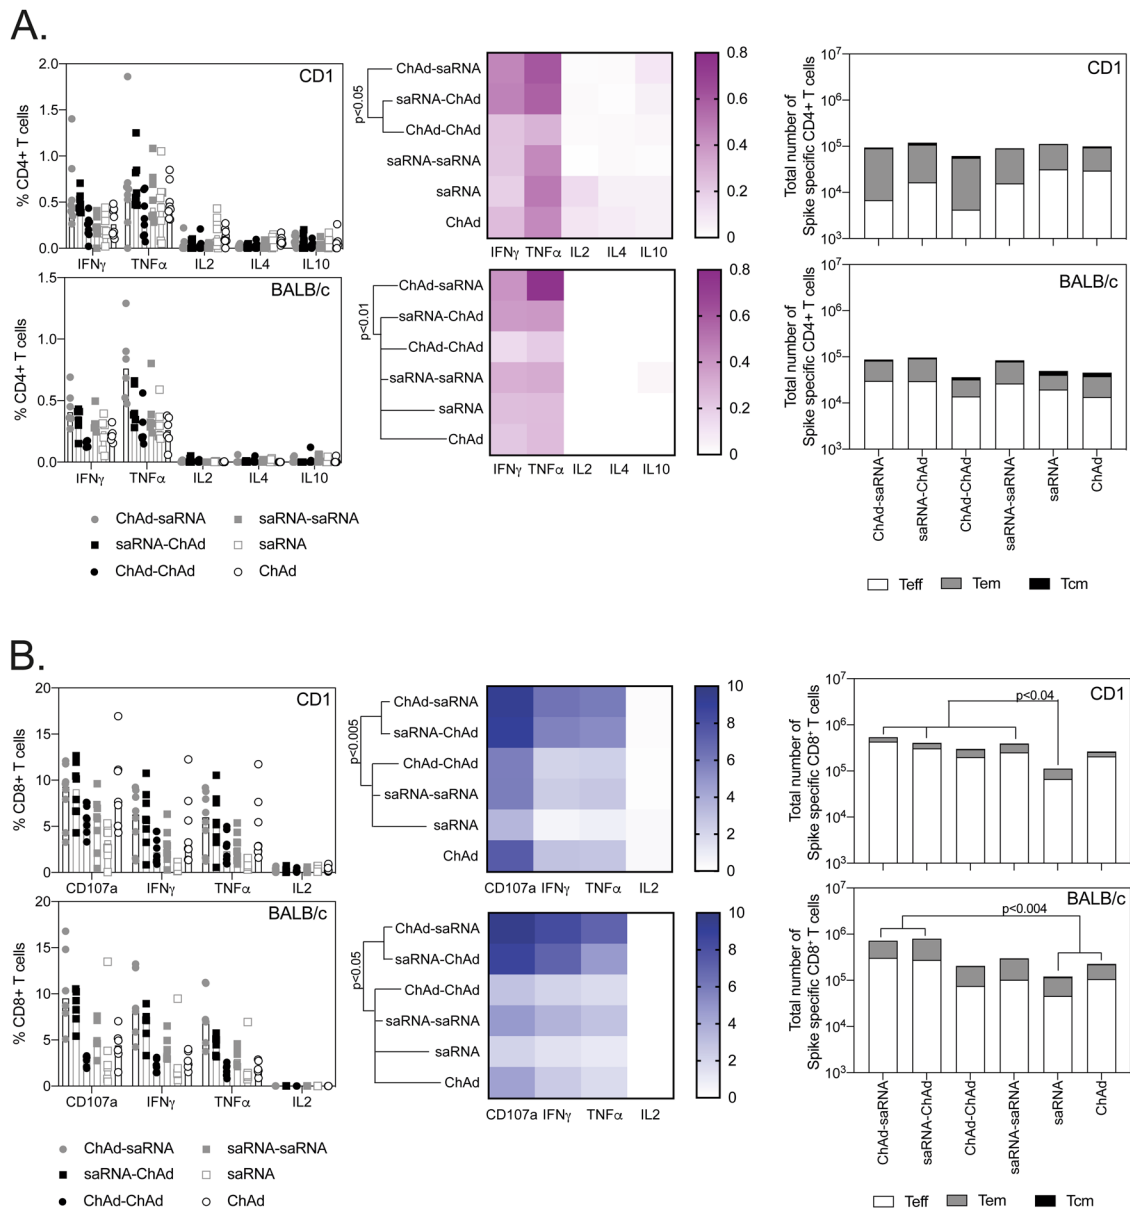 A.
CD1
% CD4+ T cells
2.0
1.5
1.0
0.5
0.0
IFNγ TNFα IL2 IL4 IL10
p<0.05
ChAd-saRNA
saRNA-ChAd
ChAd-ChAd
saRNA-saRNA
saRNA
ChAd
IFNγ TNFα IL2 IL4 IL10
0.8
0.6
0.4
0.2
0
CD1
Total number of
Spike specific CD4+ T cells
10⁷
10⁶
10⁵
10⁴
10³
BALB/c
% CD4+ T cells
1.5
1.0
0.5
0.0
IFNγ TNFα IL2 IL4 IL10
p<0.01
ChAd-saRNA
saRNA-ChAd
ChAd-ChAd
saRNA-saRNA
saRNA
ChAd
IFNγ TNFα IL2 IL4 IL10
0.8
0.6
0.4
0.2
0
BALB/c
Total number of
Spike specific CD4+ T cells
10⁷
10⁶
10⁵
10⁴
10³
ChAd-saRNA
saRNA-ChAd
ChAd-ChAd
saRNA-saRNA
saRNA
ChAd
ChAd-saRNA saRNA-saRNA
saRNA-ChAd saRNA
ChAd-ChAd ChAd
Teff Tem Tcm
B.
CD1
% CD8+ T cells
20
15
10
5
0
CD107a IFNγ TNFα IL2
p<0.005
ChAd-saRNA
saRNA-ChAd
ChAd-ChAd
saRNA-saRNA
saRNA
ChAd
CD107a IFNγ TNFα IL2
10
8
6
4
2
0
CD1
p<0.04
Total number of
Spike specific CD8⁺ T cells
10⁷
10⁶
10⁵
10⁴
10³
BALB/c
% CD8+ T cells
20
15
10
5
0
CD107a IFNγ TNFα IL2
p<0.05
ChAd-saRNA
saRNA-ChAd
ChAd-ChAd
saRNA-saRNA
saRNA
ChAd
CD107a IFNγ TNFα IL2
10
8
6
4
2
0
BALB/c
p<0.004
Total number of
Spike specific CD8⁺ T cells
10⁷
10⁶
10⁵
10⁴
10³
ChAd-saRNA
saRNA-ChAd
ChAd-ChAd
saRNA-saRNA
saRNA
ChAd
ChAd-saRNA saRNA-saRNA
saRNA-ChAd saRNA
ChAd-ChAd ChAd
Teff Tem Tcm